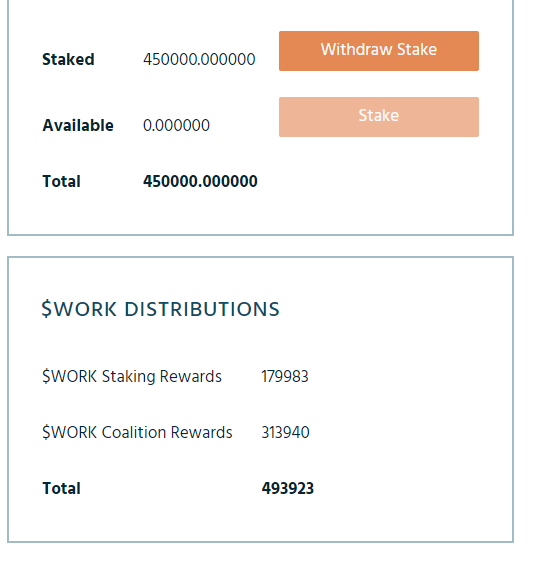 Staked 450000.000000 Withdraw Stake
Available 0.000000 Stake
Total 450000.000000
$WORK DISTRIBUTIONS
$WORK Staking Rewards 179983
$WORK Coalition Rewards 313940
Total 493923